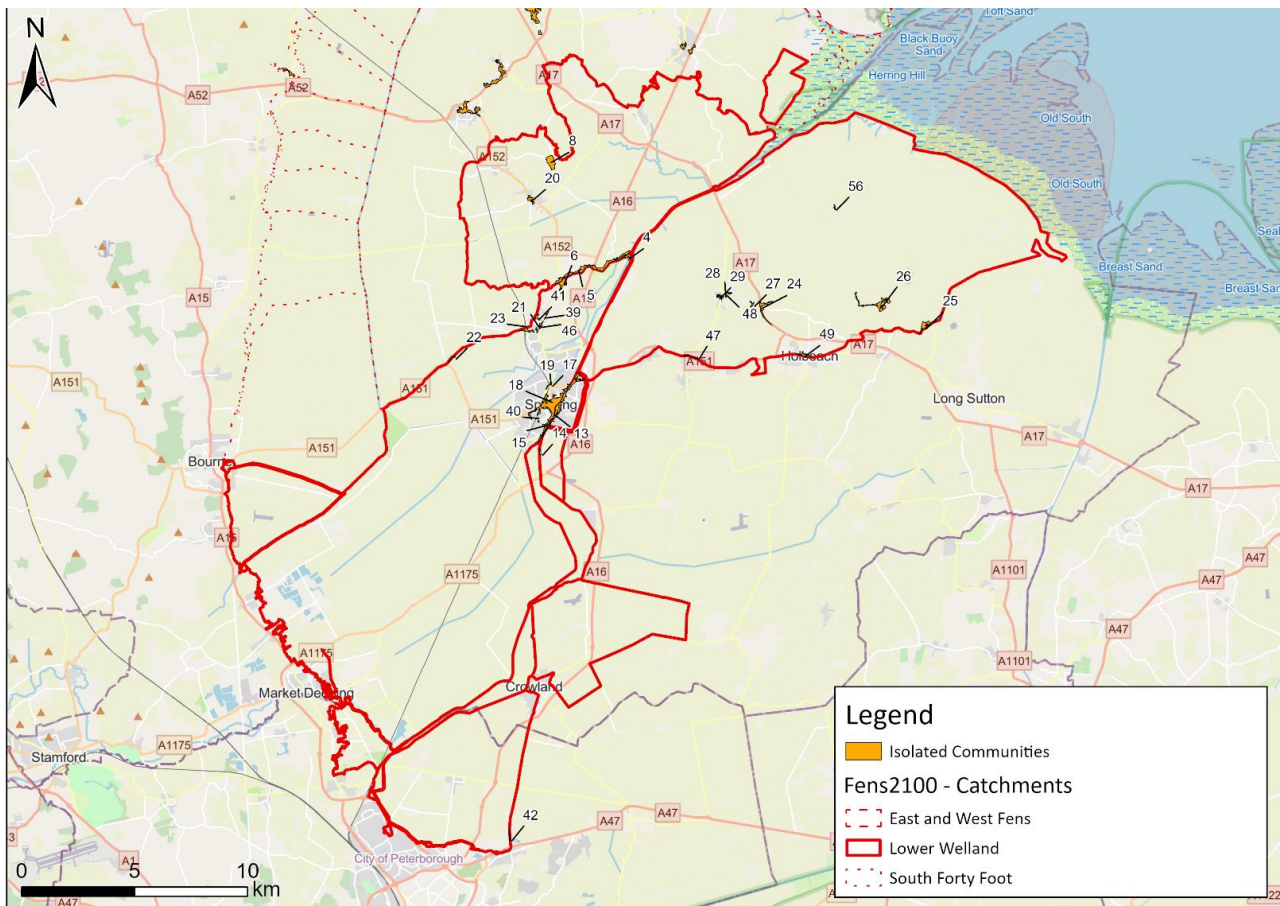 Toft Sand
N
Black Buoy
Sand
A17
Herring Hill
A52
A52
A17
Old South
A152
8
20
A16
56
Old South
A15
A152
4
6
A17
5
28
29
27
24
26
Breast Sand
21
41
39
48
25
23
46
22
47
49
A151
Holbeach
A17
A151
19
17
A151
18
Long Sutton
40
A151
13
A17
15
14
A16
A151
Bourne
A15
A17
A15
A1175
A16
A47
A1101
A47
A47
A1175
Market Deeping
Crowland
A1101
Legend
Isolated Communities
Stamford
A1175
Fens2100 - Catchments
42
A47
A47
East and West Fens
City of Peterborough
Lower Welland
A1
0 5 10
km
South Forty Foot
A47